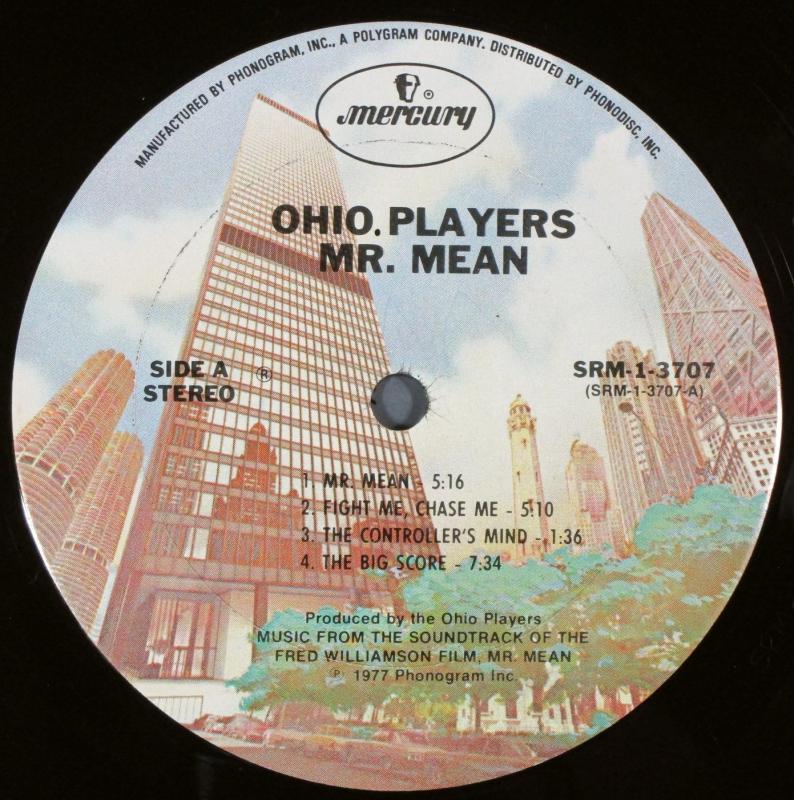 MANUFACTURED BY PHONOGRAM, INC., A POLYGRAM COMPANY. DISTRIBUTED BY PHONODISC, INC.
mercury ®
OHIO. PLAYERS
MR. MEAN
SIDE A
STEREO
®
SRM-1-3707
(SRM-1-3707-A)
1. MR. MEAN - 5:16
2. FIGHT ME, CHASE ME - 5:10
3. THE CONTROLLER'S MIND - 1:36
4. THE BIG SCORE - 7:34
Produced by the Ohio Players
MUSIC FROM THE SOUNDTRACK OF THE
FRED WILLIAMSON FILM, MR. MEAN
℗ 1977 Phonogram Inc.